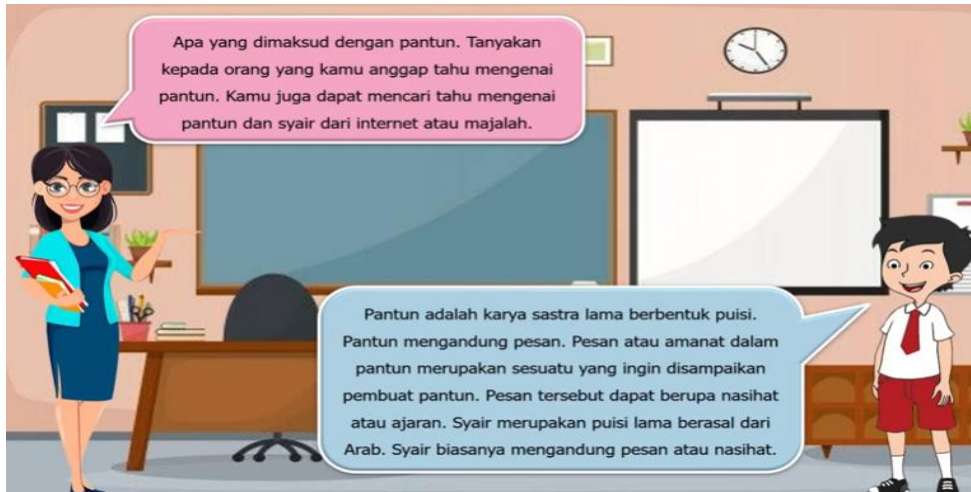 Apa yang dimaksud dengan pantun. Tanyakan
kepada orang yang kamu anggap tahu mengenai
pantun. Kamu juga dapat mencari tahu mengenai
pantun dan syair dari internet atau majalah.
Pantun adalah karya sastra lama berbentuk puisi.
Pantun mengandung pesan. Pesan atau amanat dalam
pantun merupakan sesuatu yang ingin disampaikan
pembuat pantun. Pesan tersebut dapat berupa nasihat
atau ajaran. Syair merupakan puisi lama berasal dari
Arab. Syair biasanya mengandung pesan atau nasihat.